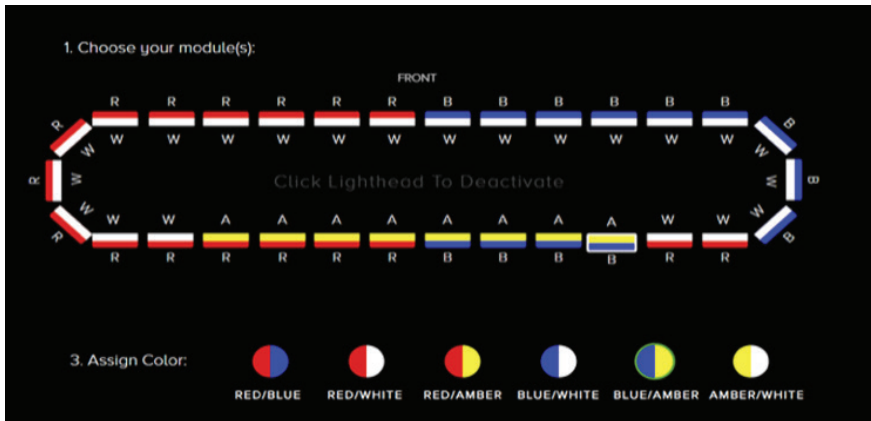 1. Choose your module(s):
FRONT
R R R R R R B B B B B B
R B
W W W W W W W W W W W W
W W
R W Click Lighthead To Deactivate W B
W W
W W A A A A A A A A W W
R B
R R R R R R B B B B R R
3. Assign Color:
RED/BLUE RED/WHITE RED/AMBER BLUE/WHITE BLUE/AMBER AMBER/WHITE